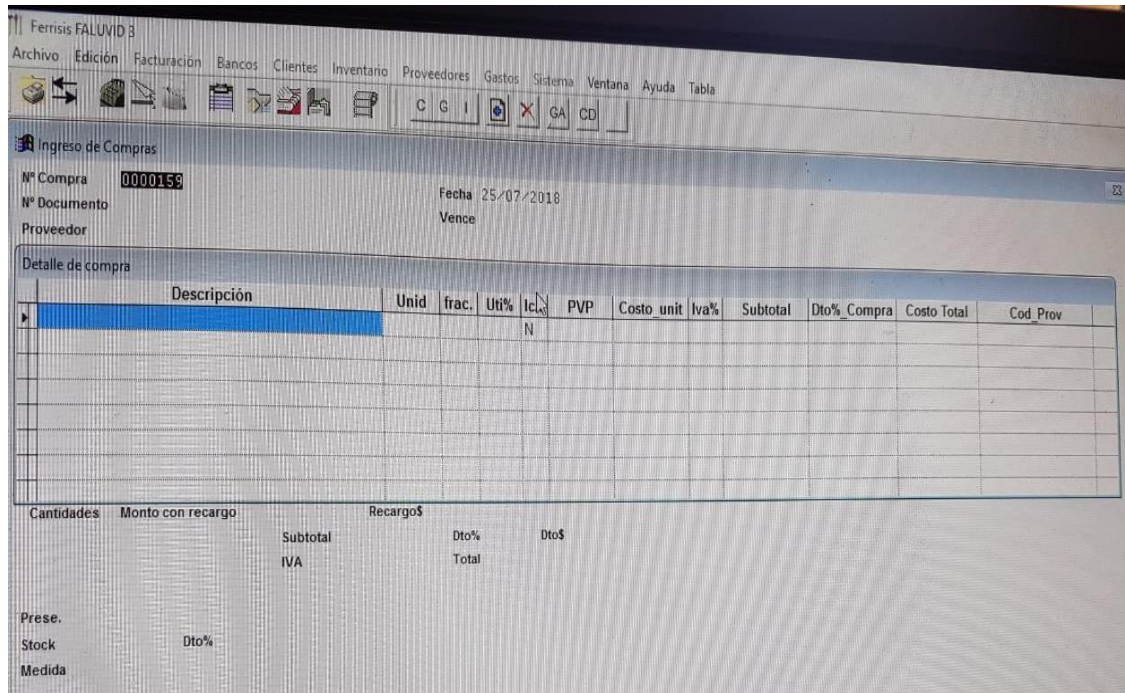 Ferrisis FALUVID 3
Archivo Edición Facturación Bancos Clientes Inventario Proveedores Gastos Sistema Ventana Ayuda Tabla
C G I GA CD
Ingreso de Compras
Nº Compra 0000159
Fecha 25/07/2018
Nº Documento
Vence
Proveedor
Detalle de compra
Descripción Unid frac. Uti% Ic PVP Costo_unit Iva% Subtotal Dto%_Compra Costo Total Cod_Prov
N
Cantidades Monto con recargo Recargo$
Subtotal Dto% Dto$
IVA Total
Prese.
Stock Dto%
Medida